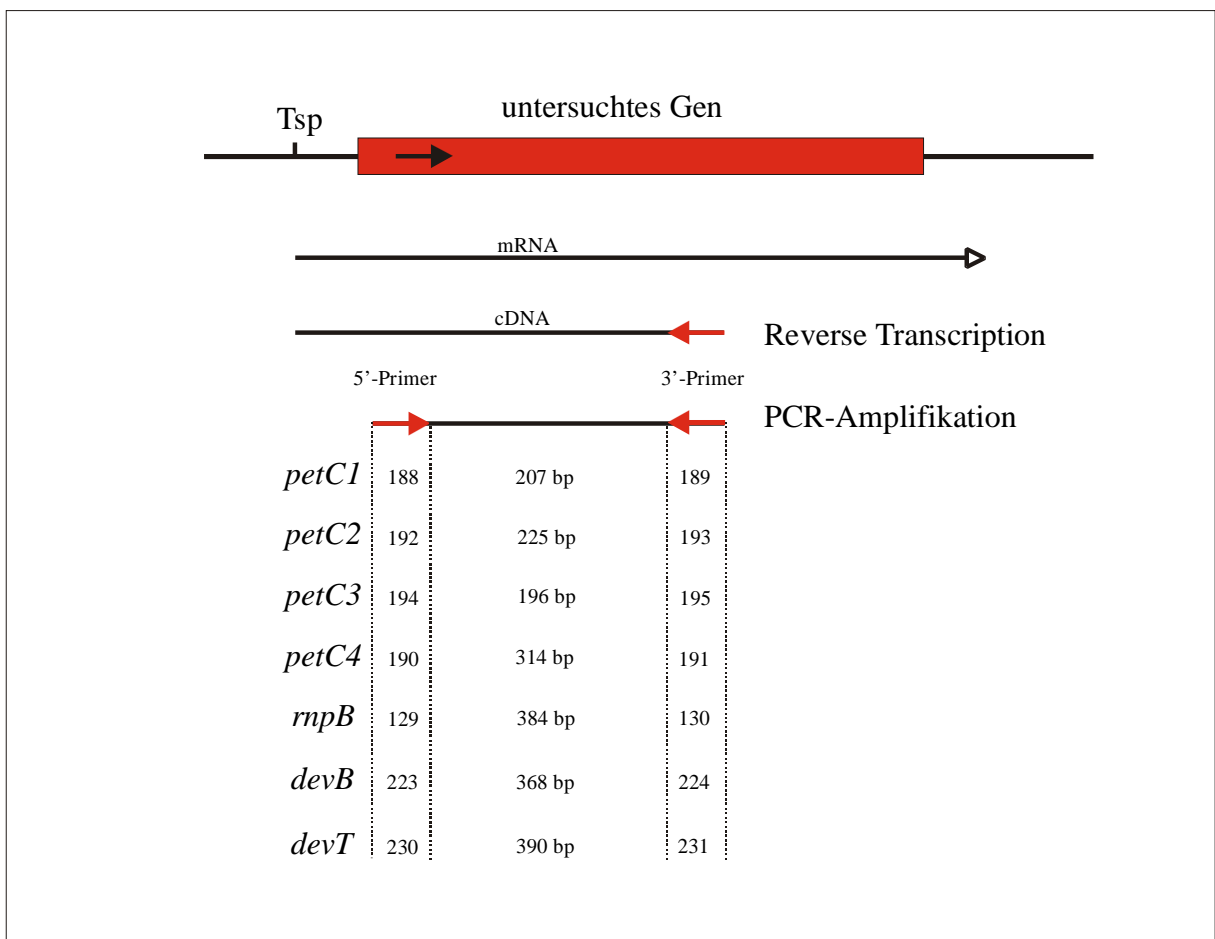 untersuchtes Gen
Tsp
mRNA
cDNA
Reverse Transcription
5’-Primer 3’-Primer
PCR-Amplifikation
petC1 188 207 bp 189
petC2 192 225 bp 193
petC3 194 196 bp 195
petC4 190 314 bp 191
rnpB 129 384 bp 130
devB 223 368 bp 224
devT 230 390 bp 231